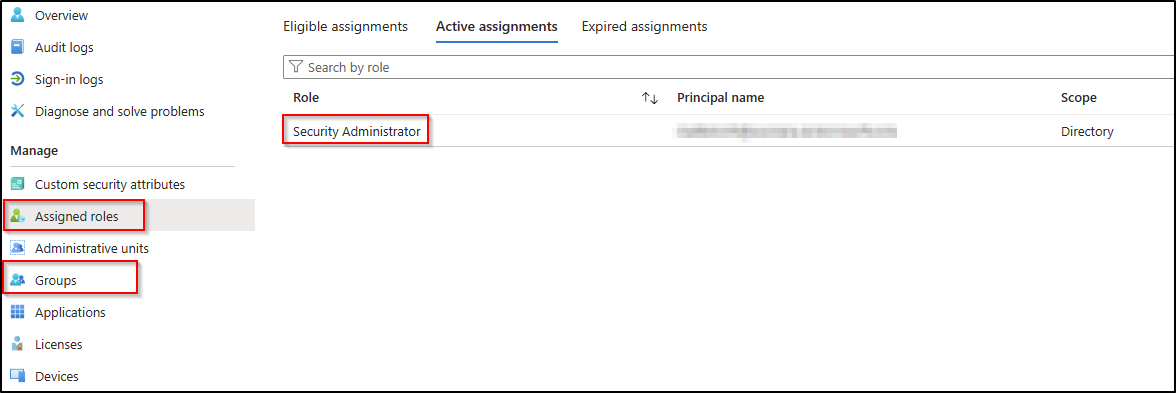 Overview
Audit logs
Sign-in logs
Diagnose and solve problems
Manage
Custom security attributes
Assigned roles
Administrative units
Groups
Applications
Licenses
Devices
Eligible assignments Active assignments Expired assignments
Search by role
Role Principal name Scope
Security Administrator Directory